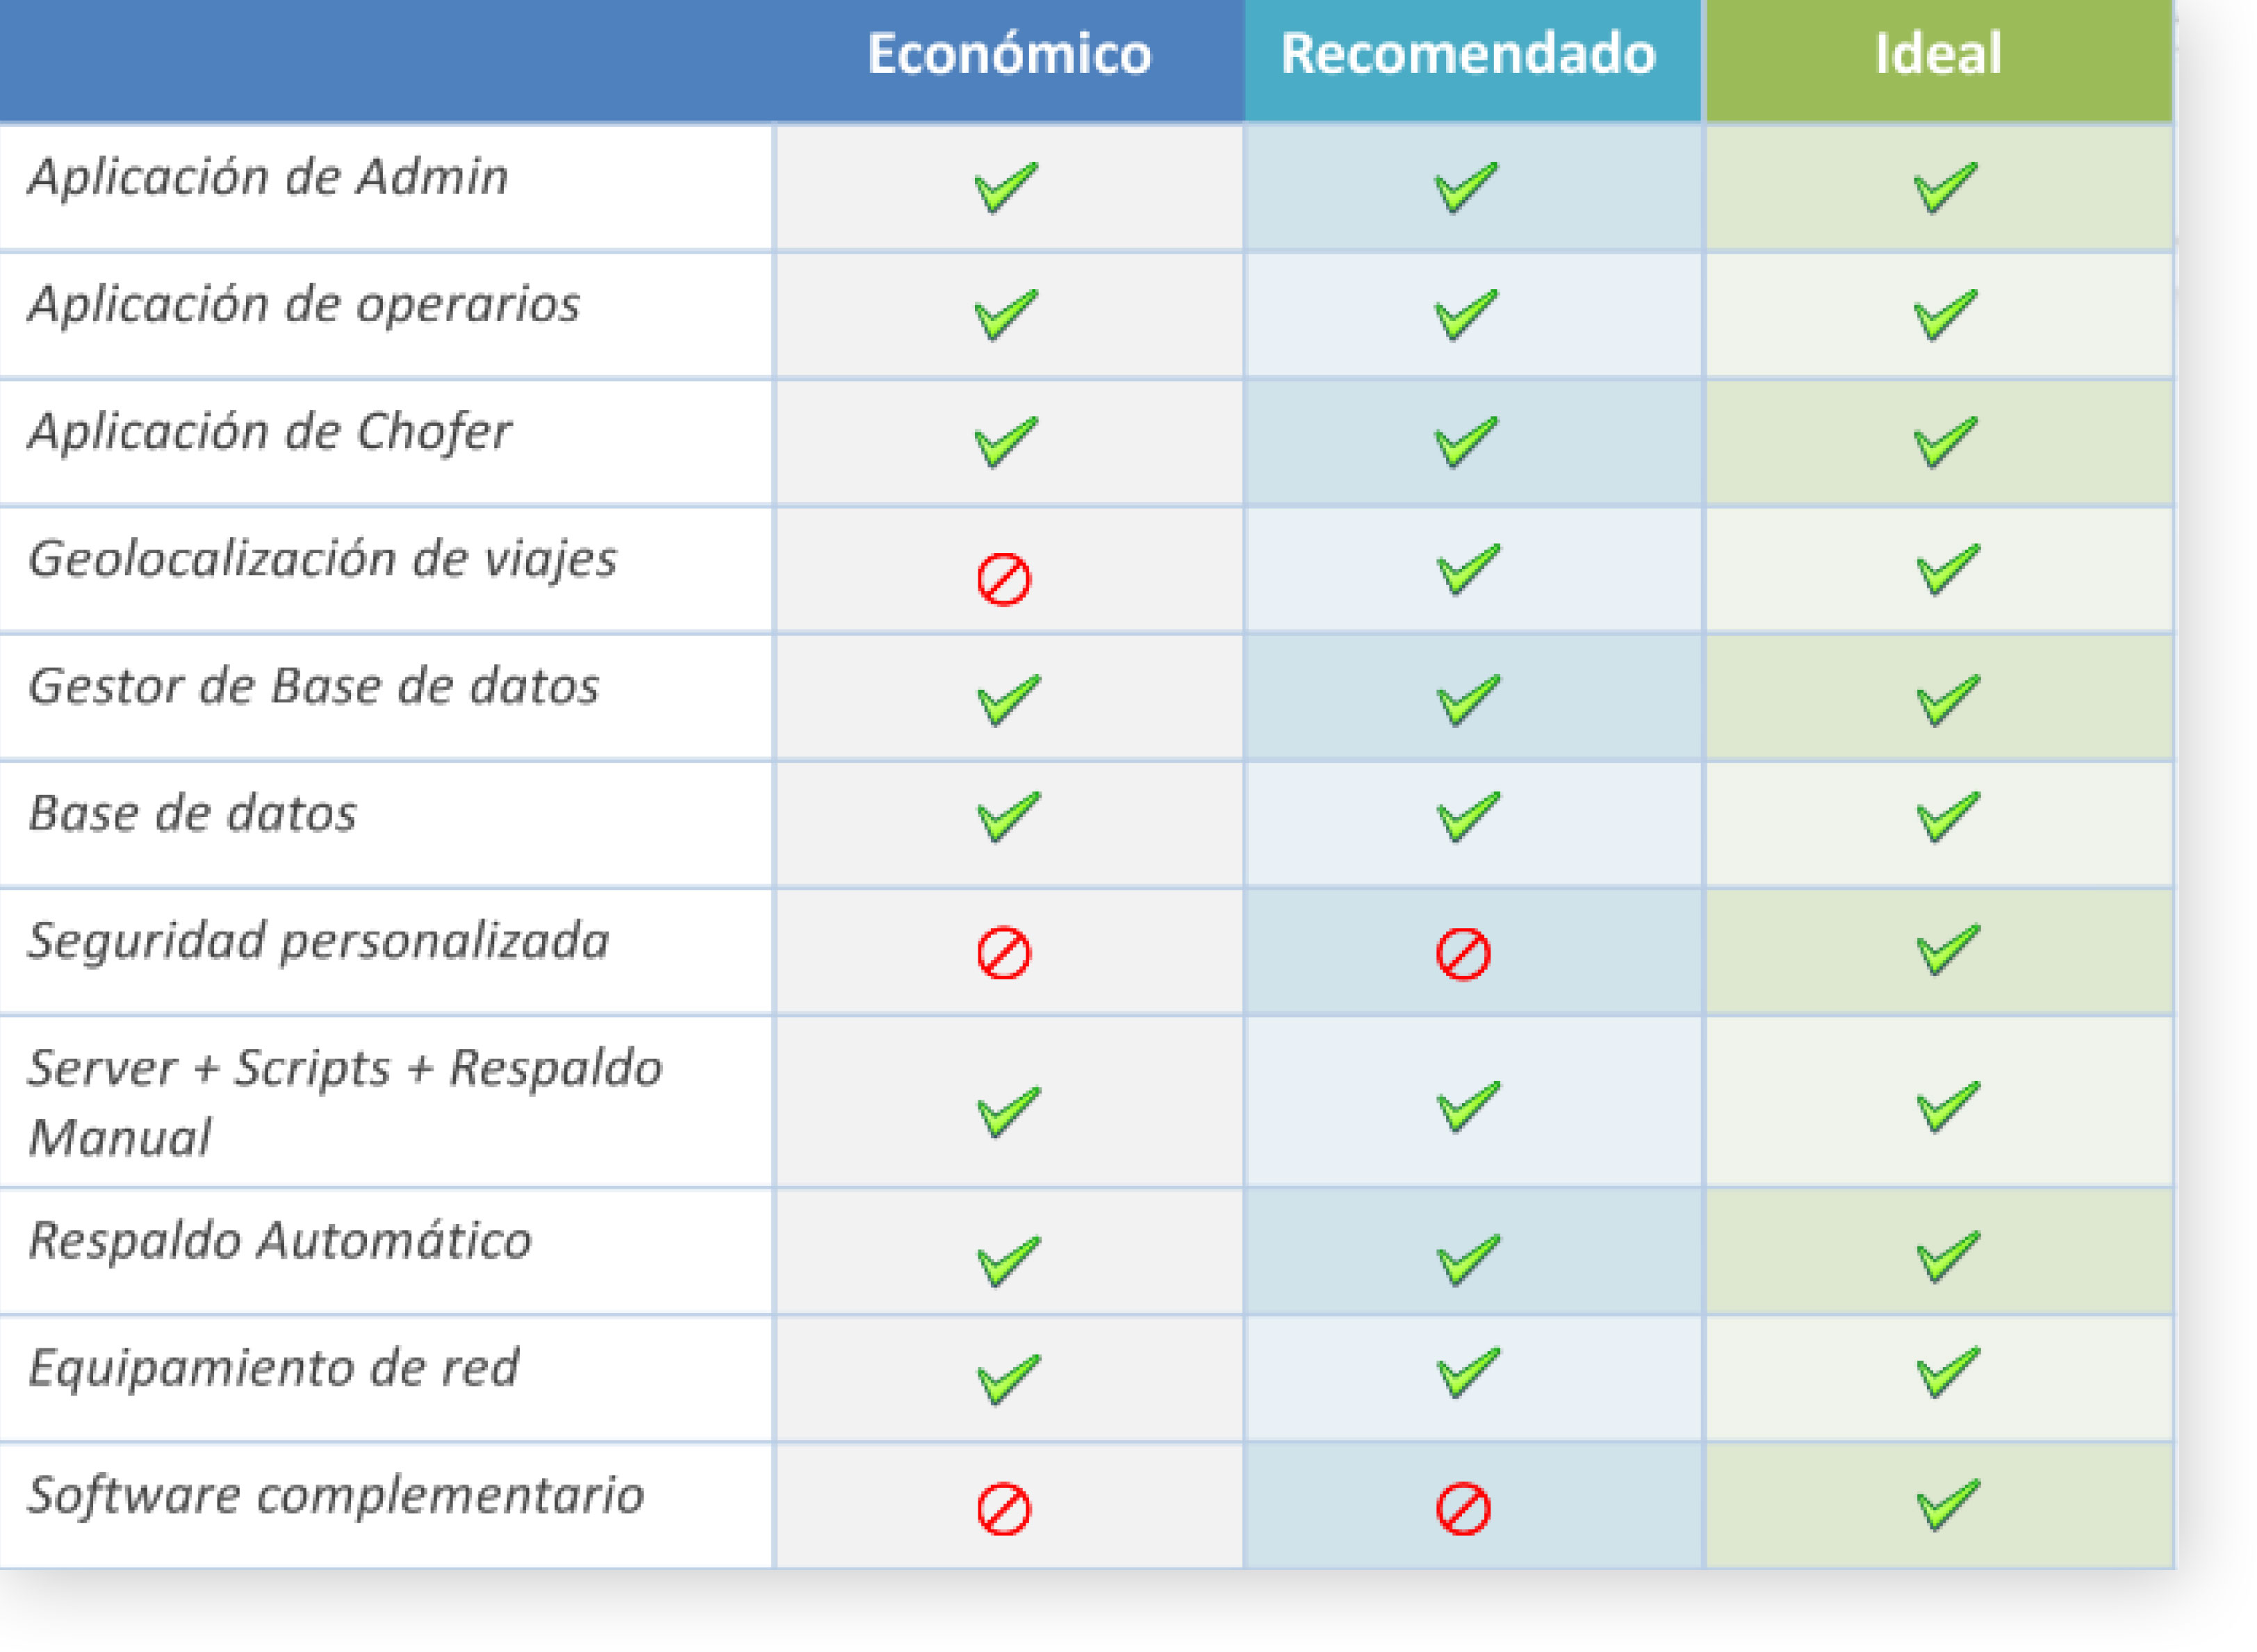 Económico Recomendado Ideal
Aplicación de Admin
Aplicación de operarios
Aplicación de Chofer
Geolocalización de viajes
Gestor de Base de datos
Base de datos
Seguridad personalizada
Server + Scripts + Respaldo
Manual
Respaldo Automático
Equipamiento de red
Software complementario